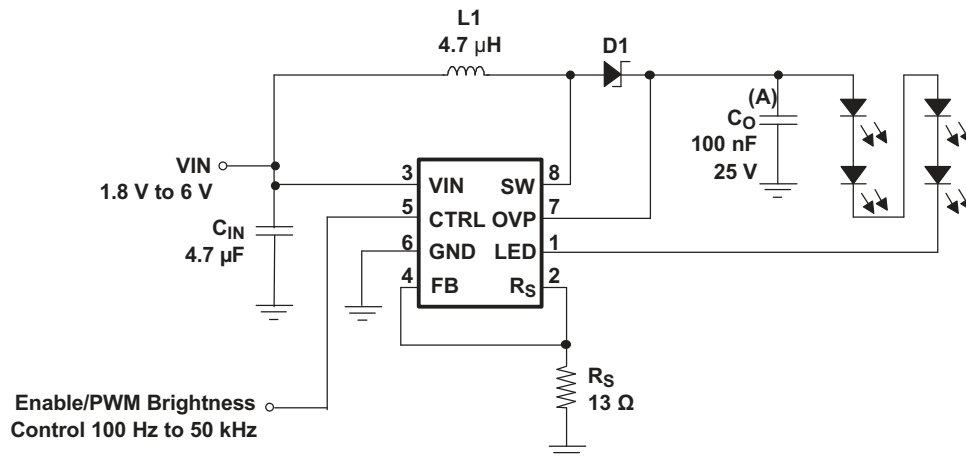 L1
4.7 µH
D1
(A)
CO
100 nF
25 V
VIN
1.8 V to 6 V
CIN
4.7 µF
3 VIN SW 8
5 CTRL OVP 7
6 GND LED 1
4 FB RS 2
RS
13 Ω
Enable/PWM Brightness
Control 100 Hz to 50 kHz